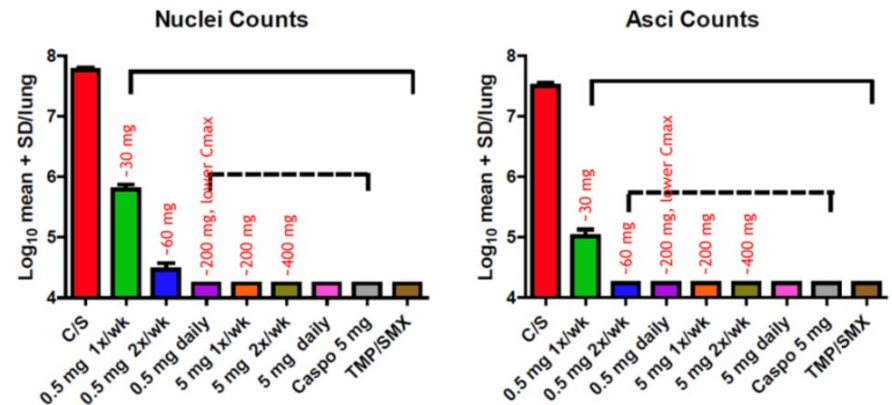 Nuclei Counts
Log10 mean + SD/lung
8
7
6
5
4
~30 mg
~60 mg
~200 mg, lower Cmax
~200 mg
~400 mg
C/S
0.5 mg 1x/wk
0.5 mg 2x/wk
0.5 mg daily
5 mg 1x/wk
5 mg 2x/wk
5 mg daily
Caspo 5 mg
TMP/SMX
Asci Counts
Log10 mean + SD/lung
8
7
6
5
4
~30 mg
~60 mg
~200 mg, lower Cmax
~200 mg
~400 mg
C/S
0.5 mg 1x/wk
0.5 mg 2x/wk
0.5 mg daily
5 mg 1x/wk
5 mg 2x/wk
5 mg daily
Caspo 5 mg
TMP/SMX